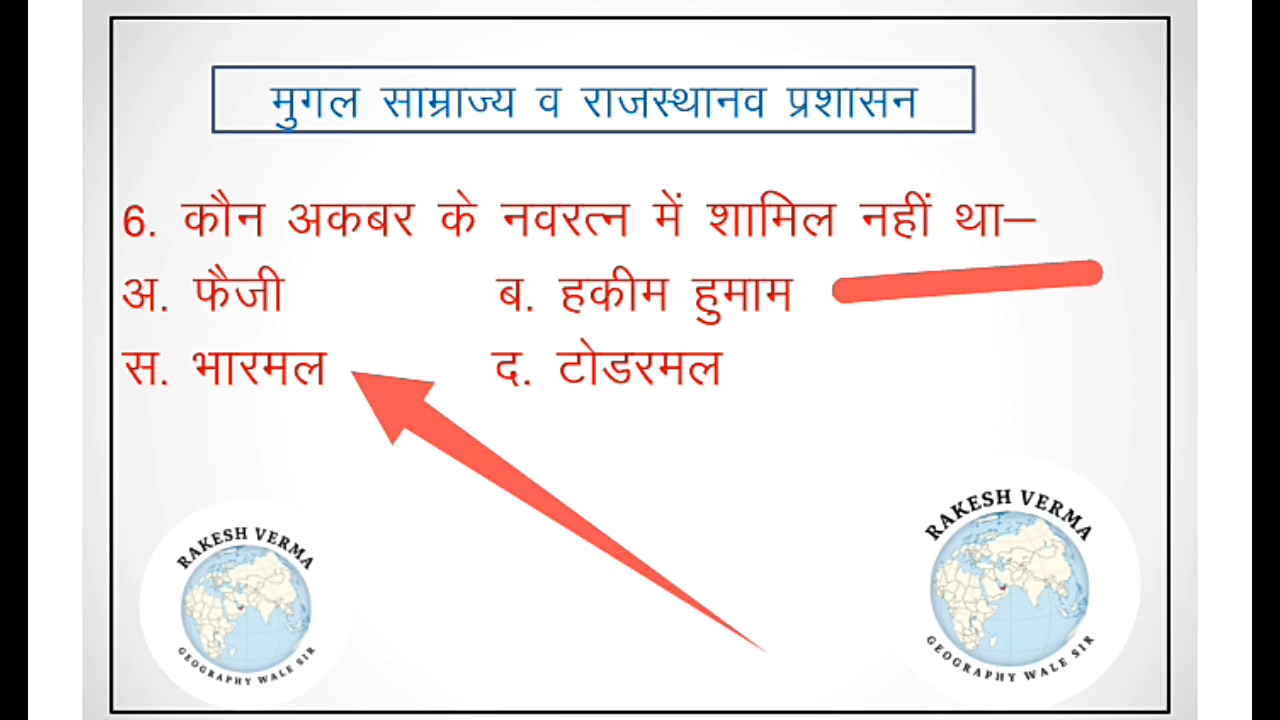 मुगल साम्राज्य व राजस्थानव प्रशासन
6. कौन अकबर के नवरत्न में शामिल नहीं था–
अ. फैजी ब. हकीम हुमाम
स. भारमल द. टोडरमल
RAKESH VERMA
GEOGRAPHY WALE SIR
RAKESH VERMA
GEOGRAPHY WALE SIR